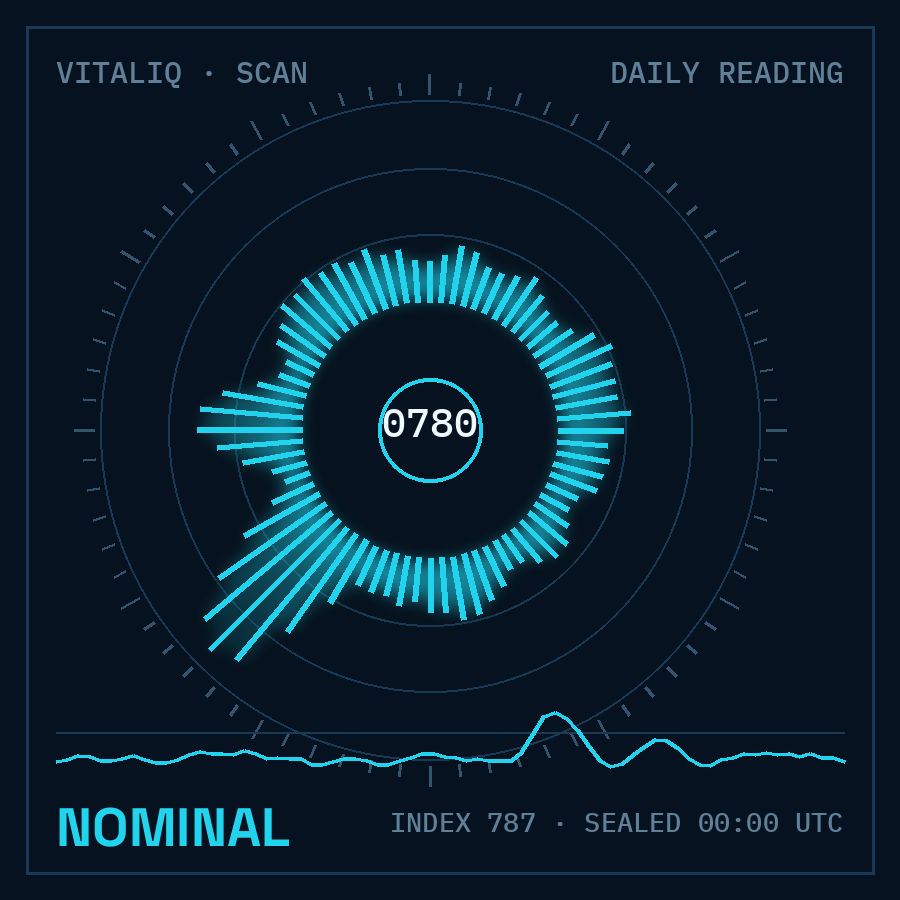 VITALIQ · SCAN
DAILY READING
0780
NOMINAL
INDEX 787 · SEALED 00:00 UTC